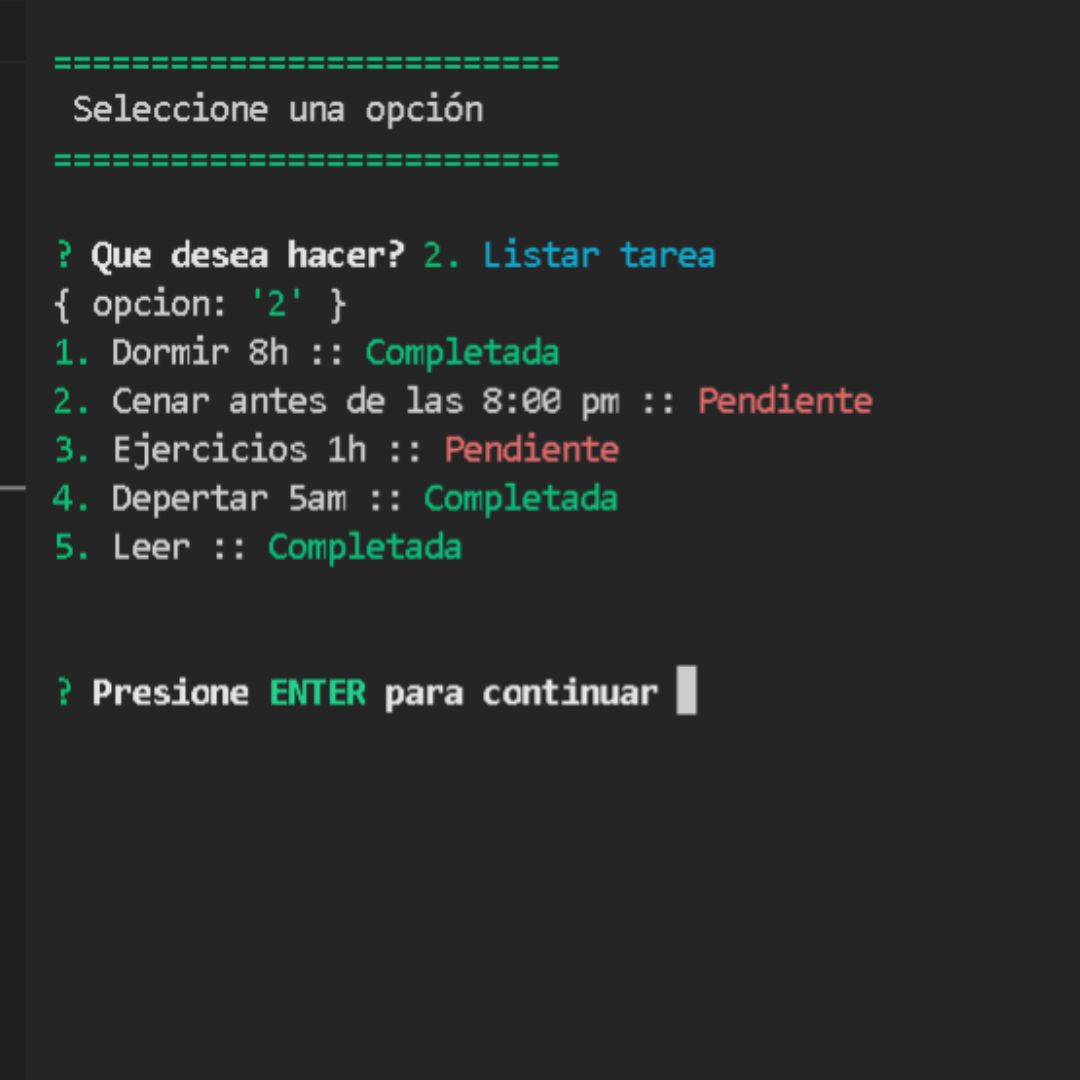 ==========================
Seleccione una opción
==========================
? Que desea hacer? 2. Listar tarea
{ opcion: '2' }
1. Dormir 8h :: Completada
2. Cenar antes de las 8:00 pm :: Pendiente
3. Ejercicios 1h :: Pendiente
4. Depertar 5am :: Completada
5. Leer :: Completada
? Presione ENTER para continuar